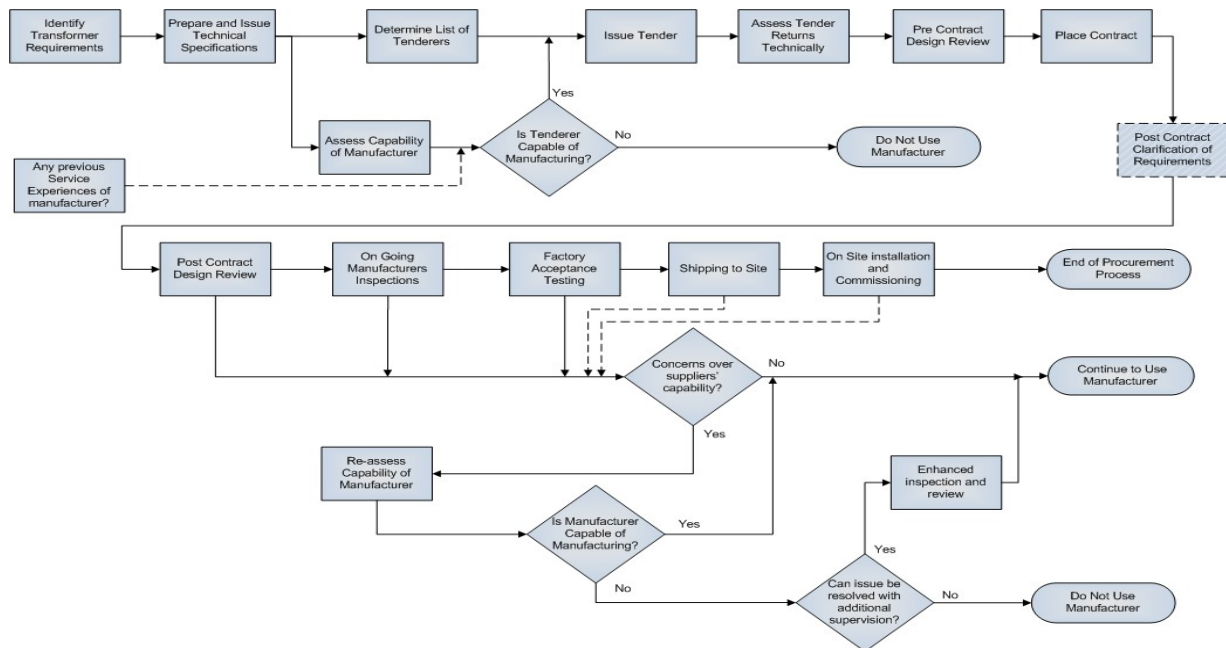 Identify
Transformer
Requirements
Prepare and Issue
Technical
Specifications
Determine List of
Tenderers
Issue Tender
Assess Tender
Returns
Technically
Pre Contract
Design Review
Place Contract
Yes
Assess Capability
of Manufacturer
Is Tenderer
Capable of
Manufacturing?
No
Do Not Use
Manufacturer
Post Contract
Clarification of
Requirements
Any previous
Service
Experiences of
manufacturer?
Post Contract
Design Review
On Going
Manufacturers
Inspections
Factory
Acceptance
Testing
Shipping to Site
On Site installation
and
Commissioning
End of Procurement
Process
Concerns over
suppliers'
capability?
No
Continue to Use
Manufacturer
Yes
Re-assess
Capability of
Manufacturer
Enhanced
inspection and
review
Is Manufacturer
Capable of
Manufacturing?
Yes
Yes
No
Can issue be
resolved with
additional
supervision?
No
Do Not Use
Manufacturer